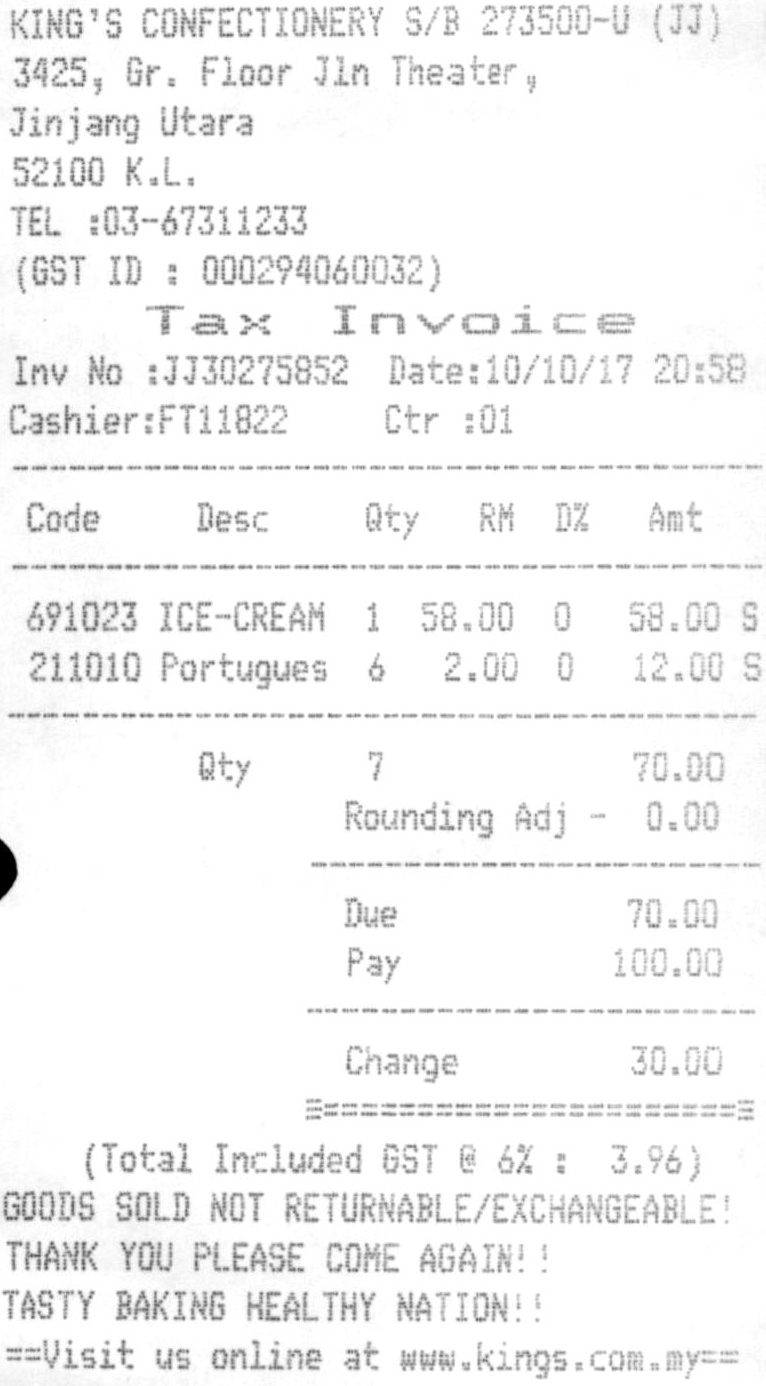 KING'S CONFECTIONERY S/B 273500-U (JJ)
3425, Gr. Floor Jln Theater,
Jinjang Utara
52100 K.L.
TEL :03-67311233
(GST ID : 000294060032)
Tax Invoice
Inv No :JJ30275852 Date:10/10/17 20:58
Cashier:FT11822 Ctr :01
Code Desc Qty RM D% Amt
691023 ICE-CREAM 1 58.00 0 58.00 S
211010 Portugues 6 2.00 0 12.00 S
Qty 7 70.00
Rounding Adj - 0.00
Due 70.00
Pay 100.00
Change 30.00
(Total Included GST @ 6% : 3.96)
GOODS SOLD NOT RETURNABLE/EXCHANGEABLE!
THANK YOU PLEASE COME AGAIN!!
TASTY BAKING HEALTHY NATION!!
==Visit us online at www.kings.com.my==